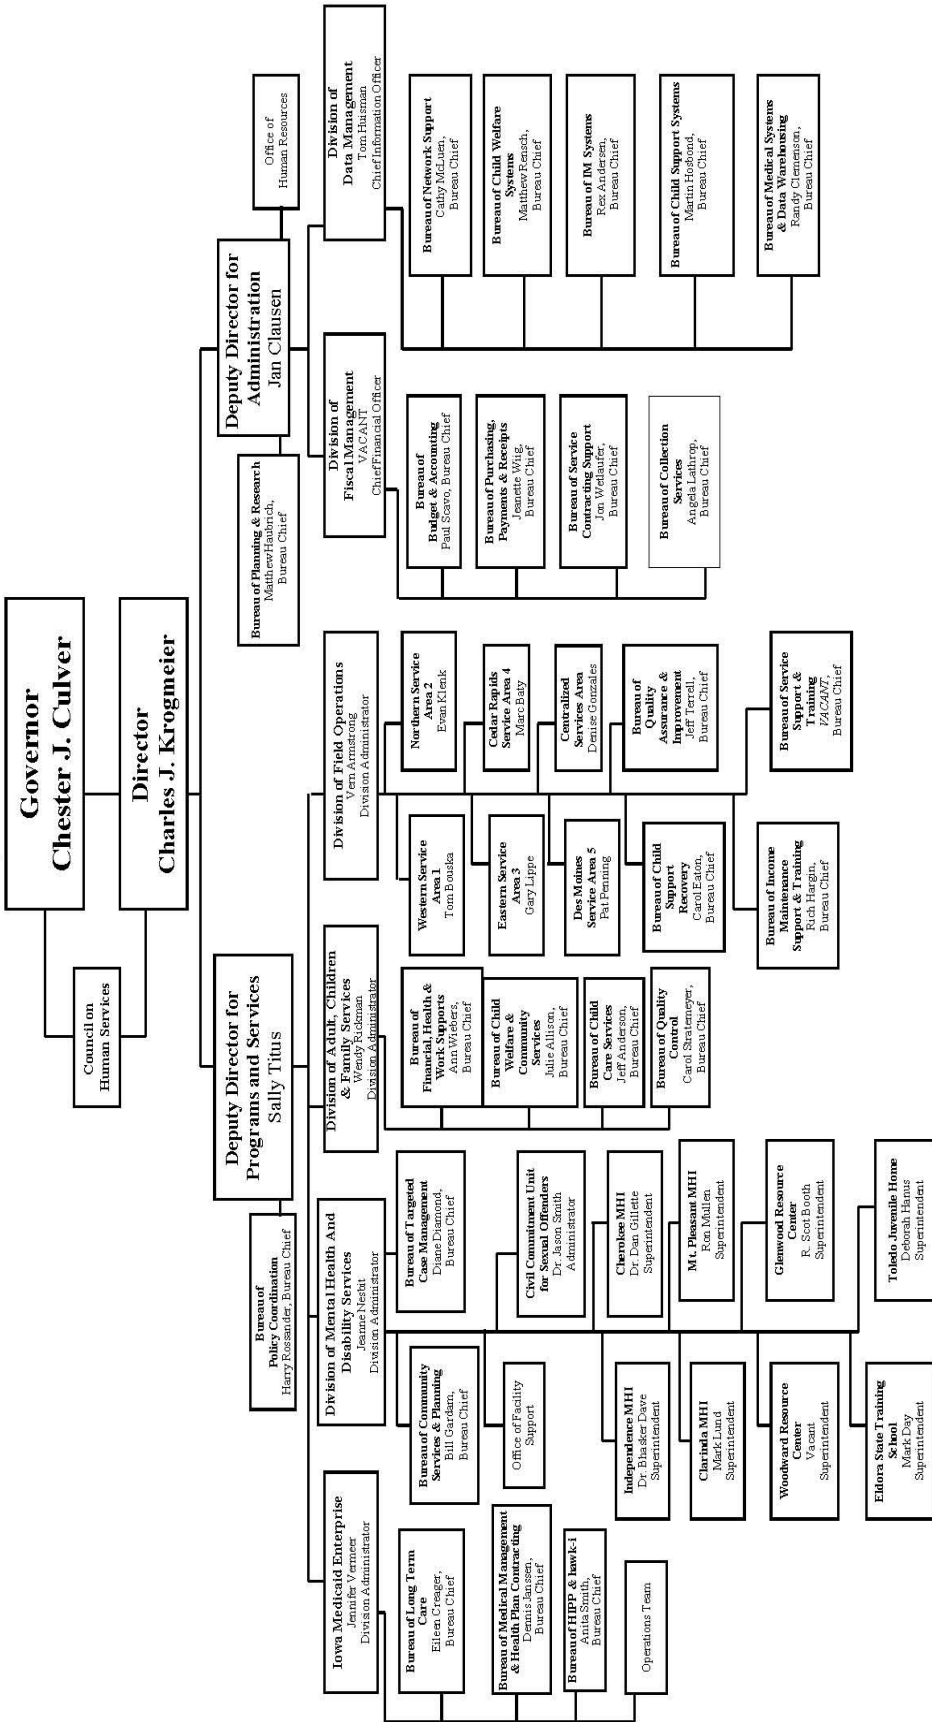 Governor
Chester J. Culver
Council on
Human Services
Director
Charles J. Krogmeier
Deputy Director for
Programs and Services
Sally Titus
Deputy Director for
Administration
Jan Clausen
Bureau of
Policy Coordination
Harry Rossander, Bureau Chief
Bureau of Planning & Research
Matthew Haubrich,
Bureau Chief
Office of
Human Resources
Iowa Medicaid Enterprise
Jennifer Vermeer
Division Administrator
Division of Mental Health And
Disability Services
Jeanne Nesbit
Division Administrator
Division of Adult, Children
& Family Services
Wendy Rickman
Division Administrator
Division of Field Operations
Vern Armstrong
Division Administrator
Division of
Fiscal Management
VACANT
Chief Financial Officer
Division of
Data Management
Tom Huisman
Chief Information Officer
Bureau of Long Term
Care
Eileen Creager,
Bureau Chief
Bureau of Medical Management
& Health Plan Contracting
Dennis Janssen,
Bureau Chief
Bureau of HIPP & hawk-i
Anita Smith,
Bureau Chief
Operations Team
Bureau of Community
Services & Planning
Bill Gardam,
Bureau Chief
Bureau of Targeted
Case Management
Diane Diamond,
Bureau Chief
Office of Facility
Support
Civil Commitment Unit
for Sexual Offenders
Dr. Jason Smith
Administrator
Independence MHI
Dr. Bhasker Dave
Superintendent
Cherokee MHI
Dr. Dan Gillette
Superintendent
Clarinda MHI
Mark Lund
Superintendent
Mt. Pleasant MHI
Ron Mullen
Superintendent
Woodward Resource
Center
Vacant
Superintendent
Glenwood Resource
Center
R. Scot Booth
Superintendent
Eldora State Training
School
Mark Day
Superintendent
Toledo Juvenile Home
Deborah Hanus
Superintendent
Bureau of
Financial, Health &
Work Supports
Ann Wiebers,
Bureau Chief
Bureau of Child
Welfare &
Community
Services
Julie Allison,
Bureau Chief
Bureau of Child
Care Services
Jeff Anderson,
Bureau Chief
Bureau of Quality
Control
Carol Stratemeyer,
Bureau Chief
Western Service
Area 1
Tom Bouska
Northern Service
Area 2
Evan Klenk
Eastern Service
Area 3
Gary Lippe
Cedar Rapids
Service Area 4
Marc Baty
Des Moines
Service Area 5
Pat Penning
Centralized
Services Area
Denise Gonzales
Bureau of Child
Support
Recovery
Carol Eaton,
Bureau Chief
Bureau of
Quality
Assurance &
Improvement
Jeff Terrell,
Bureau Chief
Bureau of Income
Maintenance
Support & Training
Rich Hargin,
Bureau Chief
Bureau of Service
Support &
Training
VACANT,
Bureau Chief
Bureau of
Budget & Accounting
Paul Scavo, Bureau Chief
Bureau of Purchasing,
Payments & Receipts
Jeanette Wiig,
Bureau Chief
Bureau of Service
Contracting Support
Jon Wetlaufer,
Bureau Chief
Bureau of Collection
Services
Angela Lathrop,
Bureau Chief
Bureau of Network Support
Cathy McLuen,
Bureau Chief
Bureau of Child Welfare
Systems
Matthew Rensch,
Bureau Chief
Bureau of IM Systems
Rex Andersen,
Bureau Chief
Bureau of Child Support Systems
Martin Hosbond,
Bureau Chief
Bureau of Medical Systems
& Data Warehousing
Randy Clemenson,
Bureau Chief